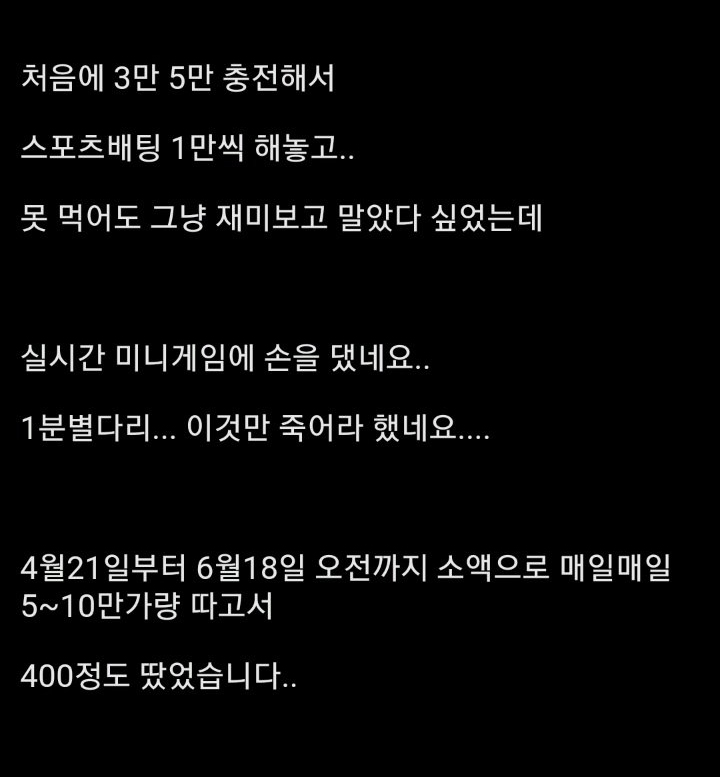 처음에 3만 5만 충전해서
스포츠배팅 1만씩 해놓고..
못 먹어도 그냥 재미보고 말았다 싶었는데
실시간 미니게임에 손을 댔네요..
1분별다리... 이것만 죽어라 했네요....
4월21일부터 6월18일 오전까지 소액으로 매일매일
5~10만가량 따고서
400정도 땄었습니다..